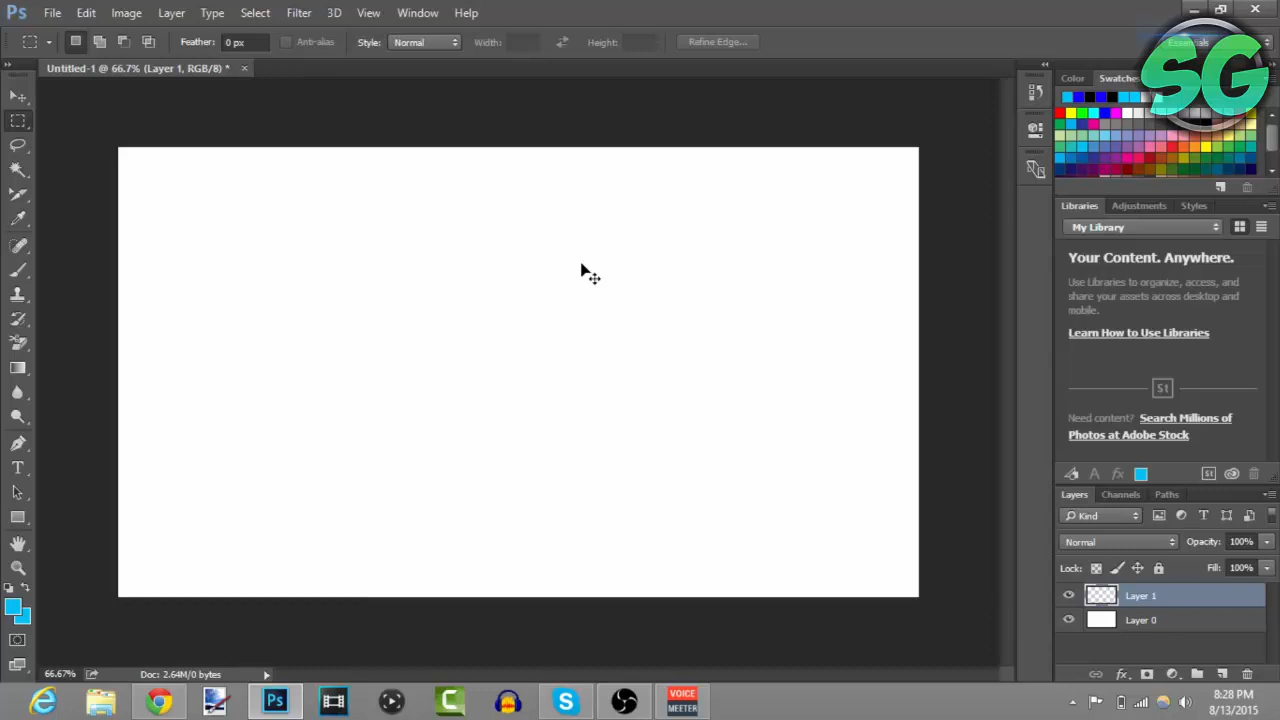 Ps File Edit Image Layer Type Select Filter 3D View Window Help
Feather: 0 px Anti-alias Style: Normal Width: Height: Refine Edge... Essentials
Untitled-1 @ 66.7% (Layer 1, RGB/8) * ×
Color Swatches
SG
Libraries Adjustments Styles
My Library
Your Content. Anywhere.
Use Libraries to organize, access, and
share your assets across desktop and
mobile.
Learn How to Use Libraries
St
Need content? Search Millions of
Photos at Adobe Stock
A fx St
Layers Channels Paths
Kind T
Normal Opacity: 100%
Lock: Fill: 100%
Layer 1
Layer 0
T
66.67% Doc: 2.64M/0 bytes
fx
Ps
VOICE
MEETER
8:28 PM
8/13/2015